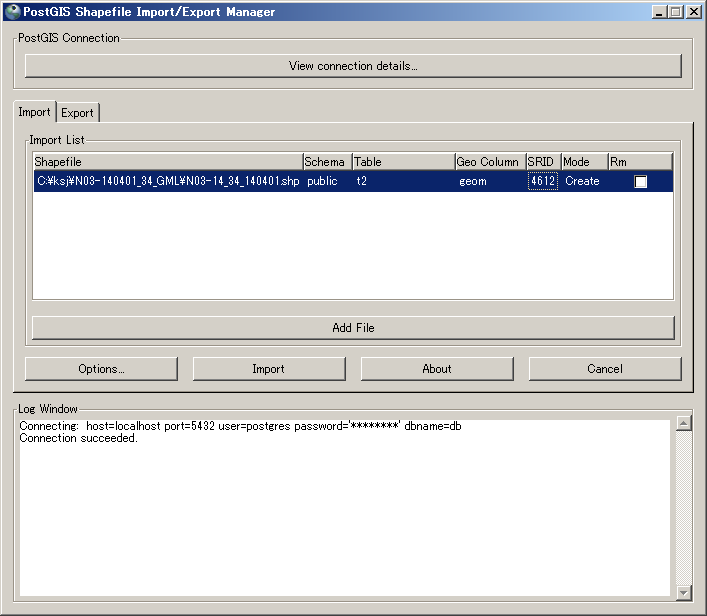 PostGIS Shapefile Import/Export Manager
PostGIS Connection
View connection details...
Import Export
Import List
Shapefile Schema Table Geo Column SRID Mode Rm
C:¥ksj¥N03-140401_34_GML¥N03-14_34_140401.shp public t2 geom 4612 Create
Add File
Options... Import About Cancel
Log Window
Connecting: host=localhost port=5432 user=postgres password='********' dbname=db
Connection succeeded.